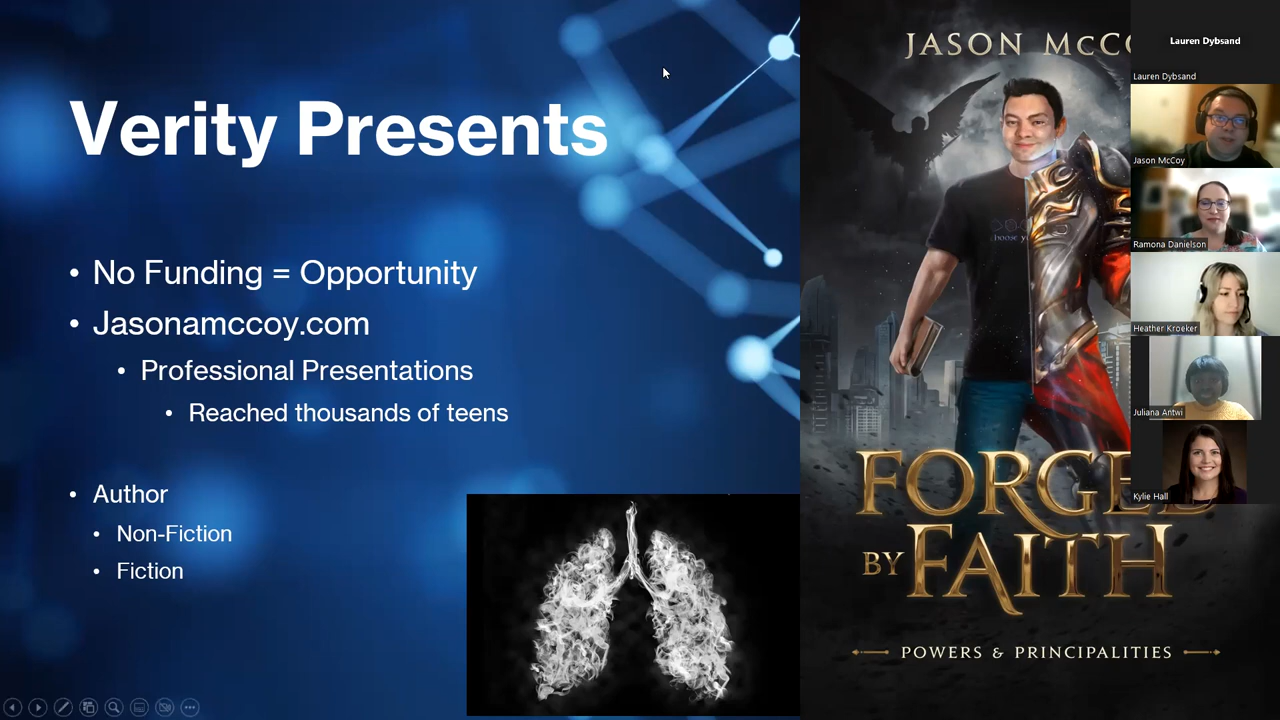 Verity Presents
• No Funding = Opportunity
• Jasonamccoy.com
• Professional Presentations
• Reached thousands of teens
• Author
• Non-Fiction
• Fiction
JASON McCO
FORGED
BY FAITH
POWERS & PRINCIPALITIES
Lauren Dybsand
Lauren Dybsand
Jason McCoy
Ramona Danielson
Heather Kroeker
Juliana Antwi
Kylie Hall